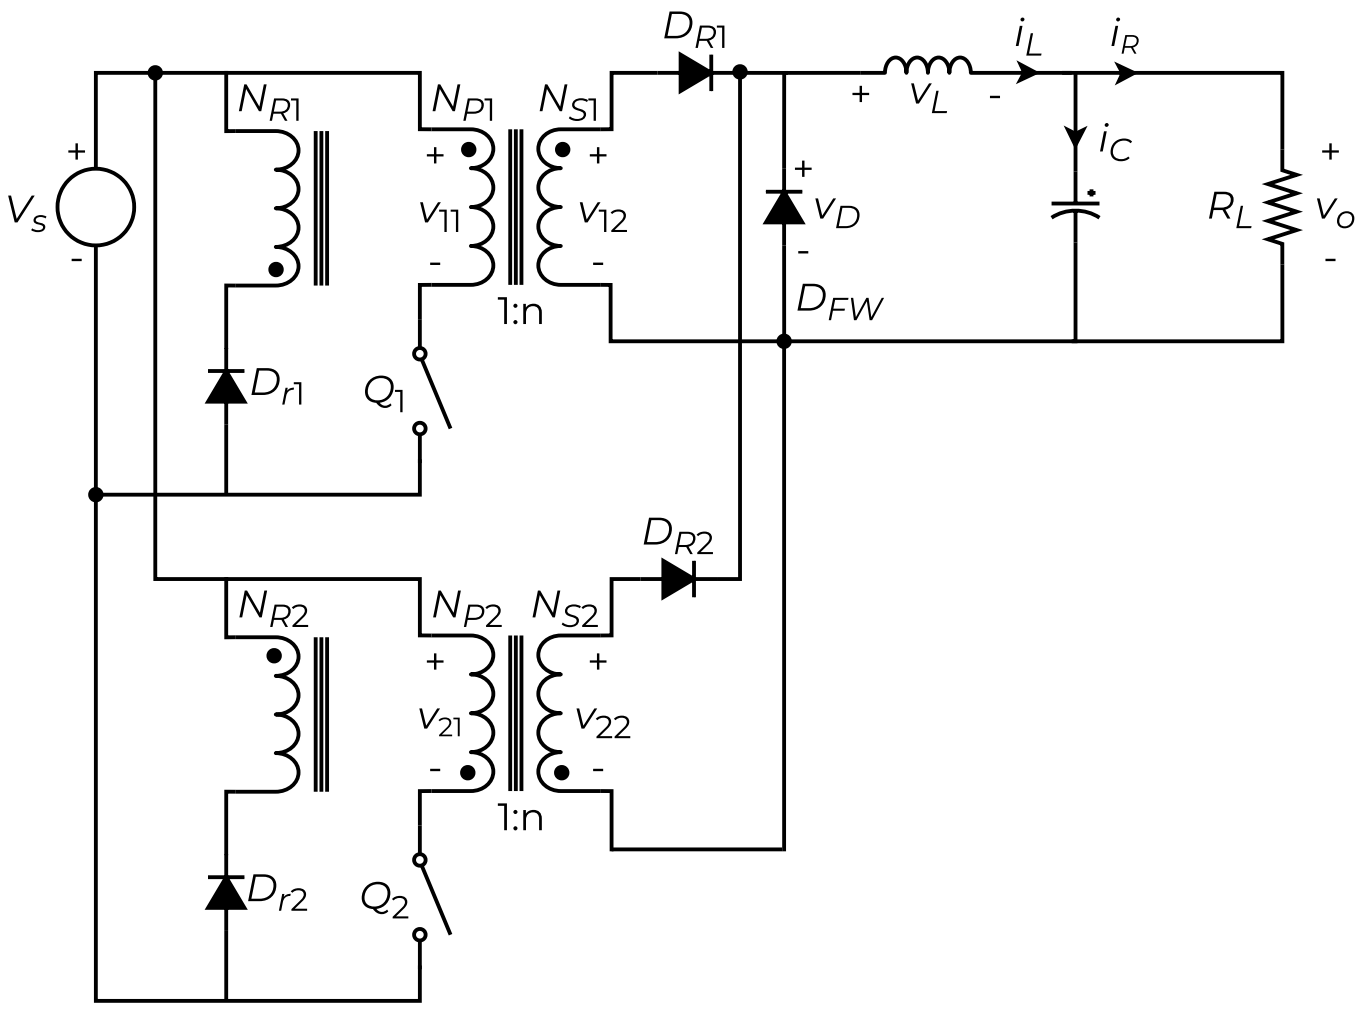 D_R1
i_L
i_R
N_R1
N_P1
N_S1
+
v_L
-
+
+
+
+
i_C
+
+
V_s
v_11
v_12
v_D
R_L
v_o
-
-
-
-
-
1:n
D_FW
D_r1
Q_1
D_R2
N_R2
N_P2
N_S2
+
+
v_21
v_22
-
-
1:n
D_r2
Q_2